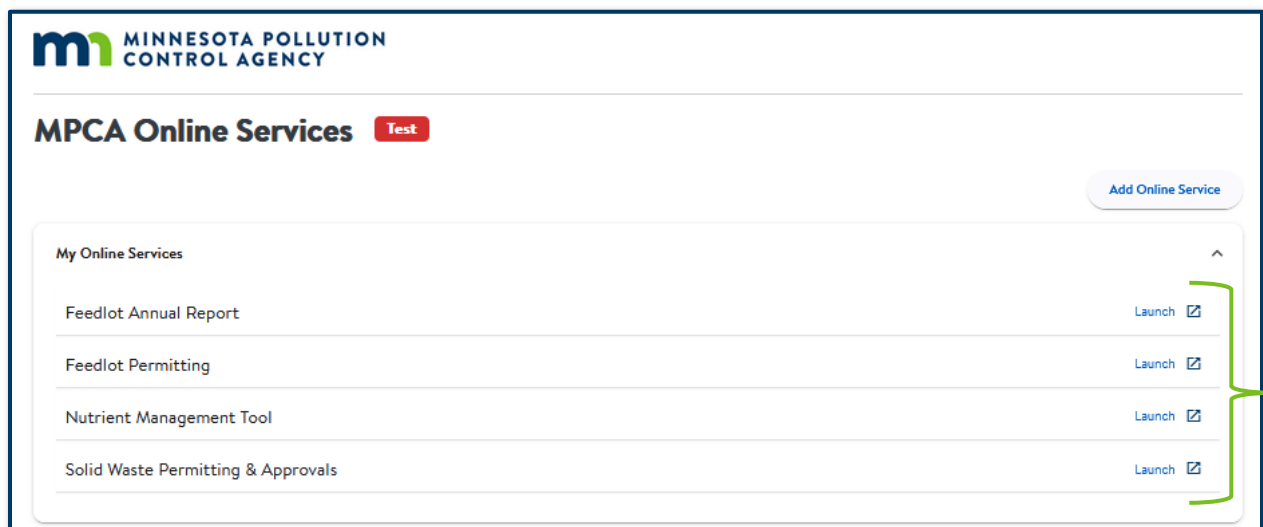 MINNESOTA POLLUTION
CONTROL AGENCY
MPCA Online Services Test
Add Online Service
My Online Services
Feedlot Annual Report Launch
Feedlot Permitting Launch
Nutrient Management Tool Launch
Solid Waste Permitting & Approvals Launch